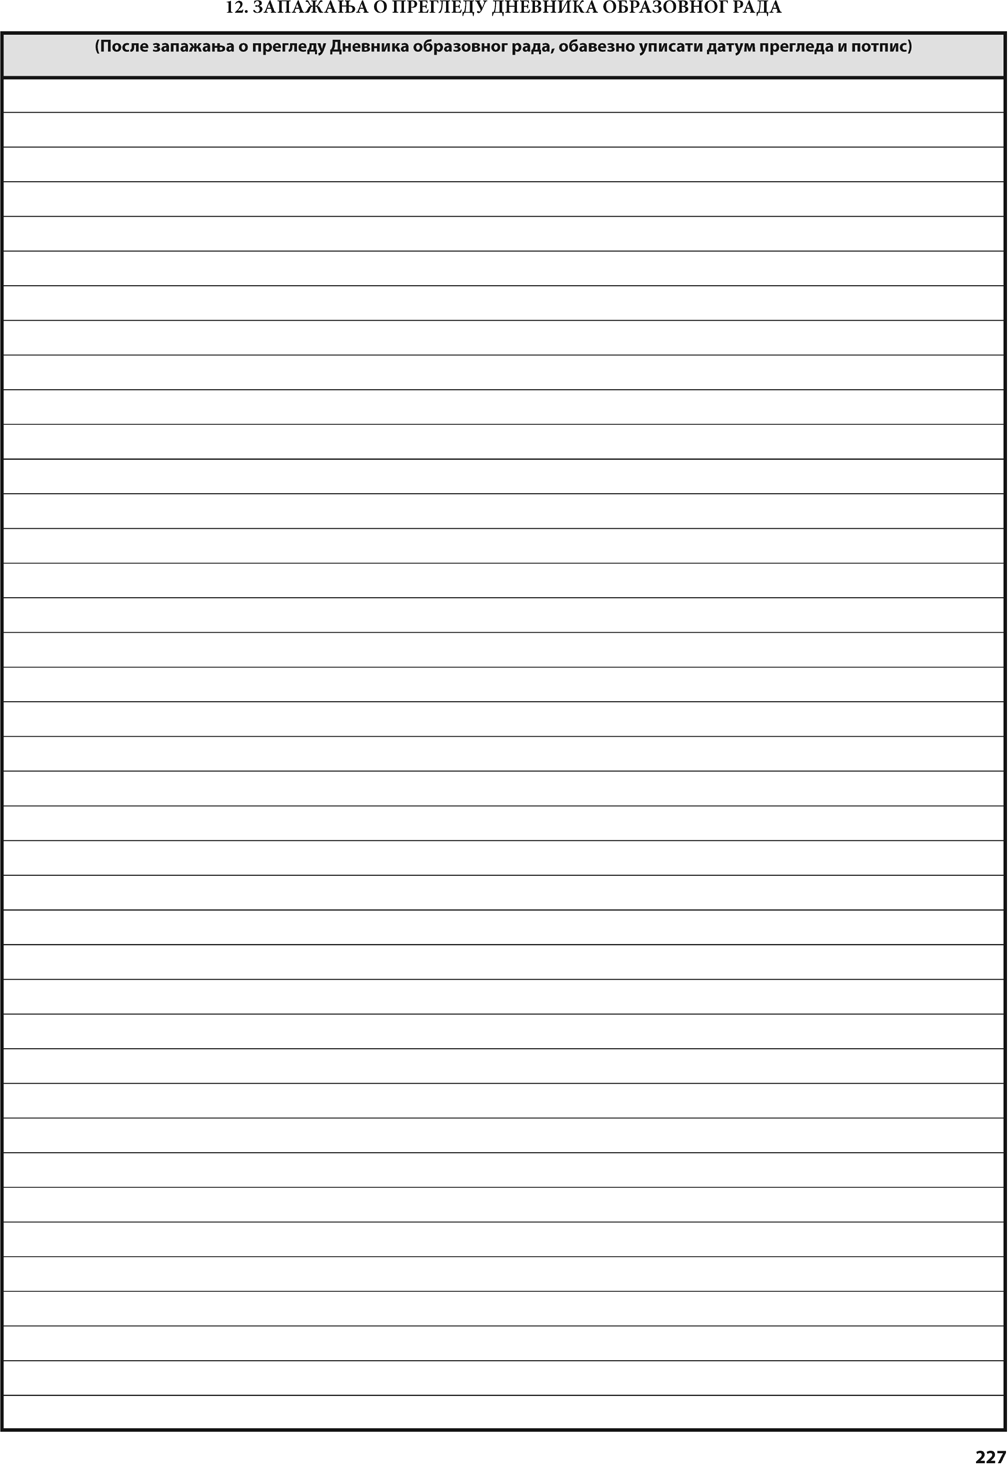 12. ЗАПАЖАЊА О ПРЕГЛЕДУ ДНЕВНИКА ОБРАЗОВНОГ РАДА
(После запажања о прегледу Дневника образовног рада, обавезно уписати датум прегледа и потпис)
227